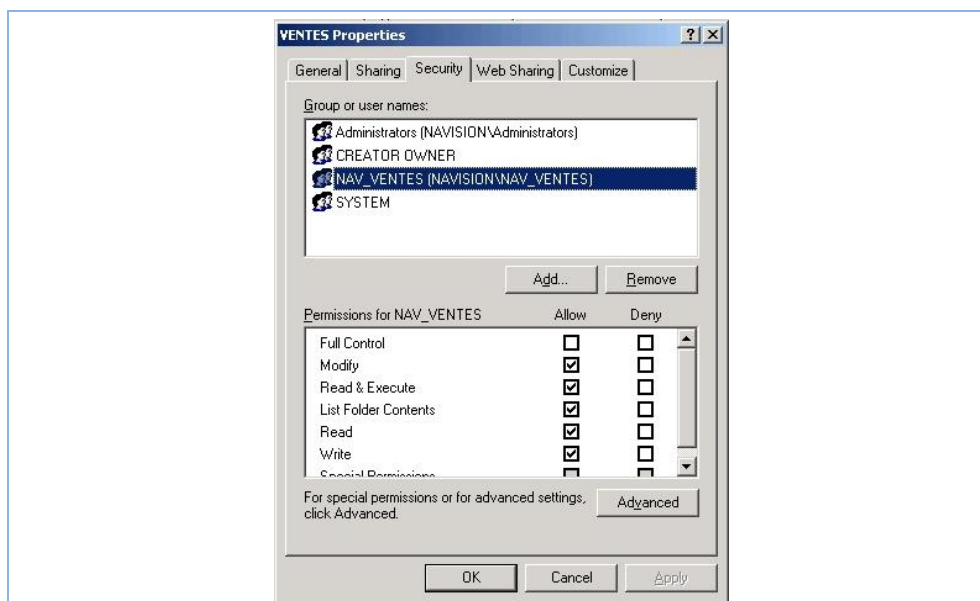 VENTES Properties
General Sharing Security Web Sharing Customize
Group or user names:
Administrators (NAVISION\Administrators)
CREATOR OWNER
NAV_VENTES (NAVISION\NAV_VENTES)
SYSTEM
Add... Remove
Permissions for NAV_VENTES Allow Deny
Full Control
Modify
Read & Execute
List Folder Contents
Read
Write
Special Permissions
For special permissions or for advanced settings, Advanced
click Advanced.
OK Cancel Apply